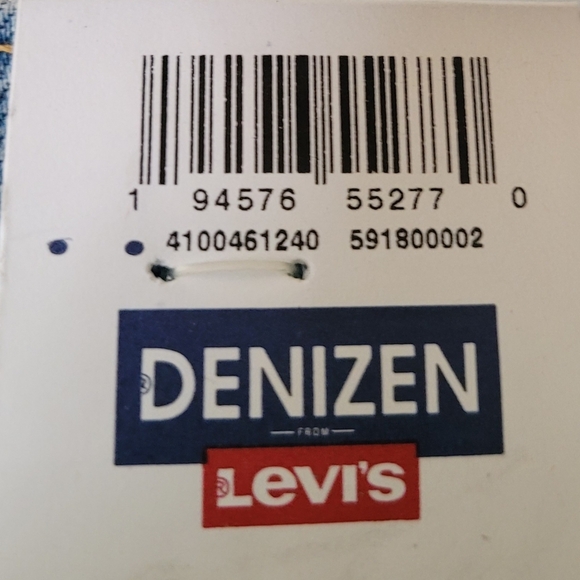 1 94576 55277 0
4100461240 591800002
®DENIZEN
FROM
®Levi's